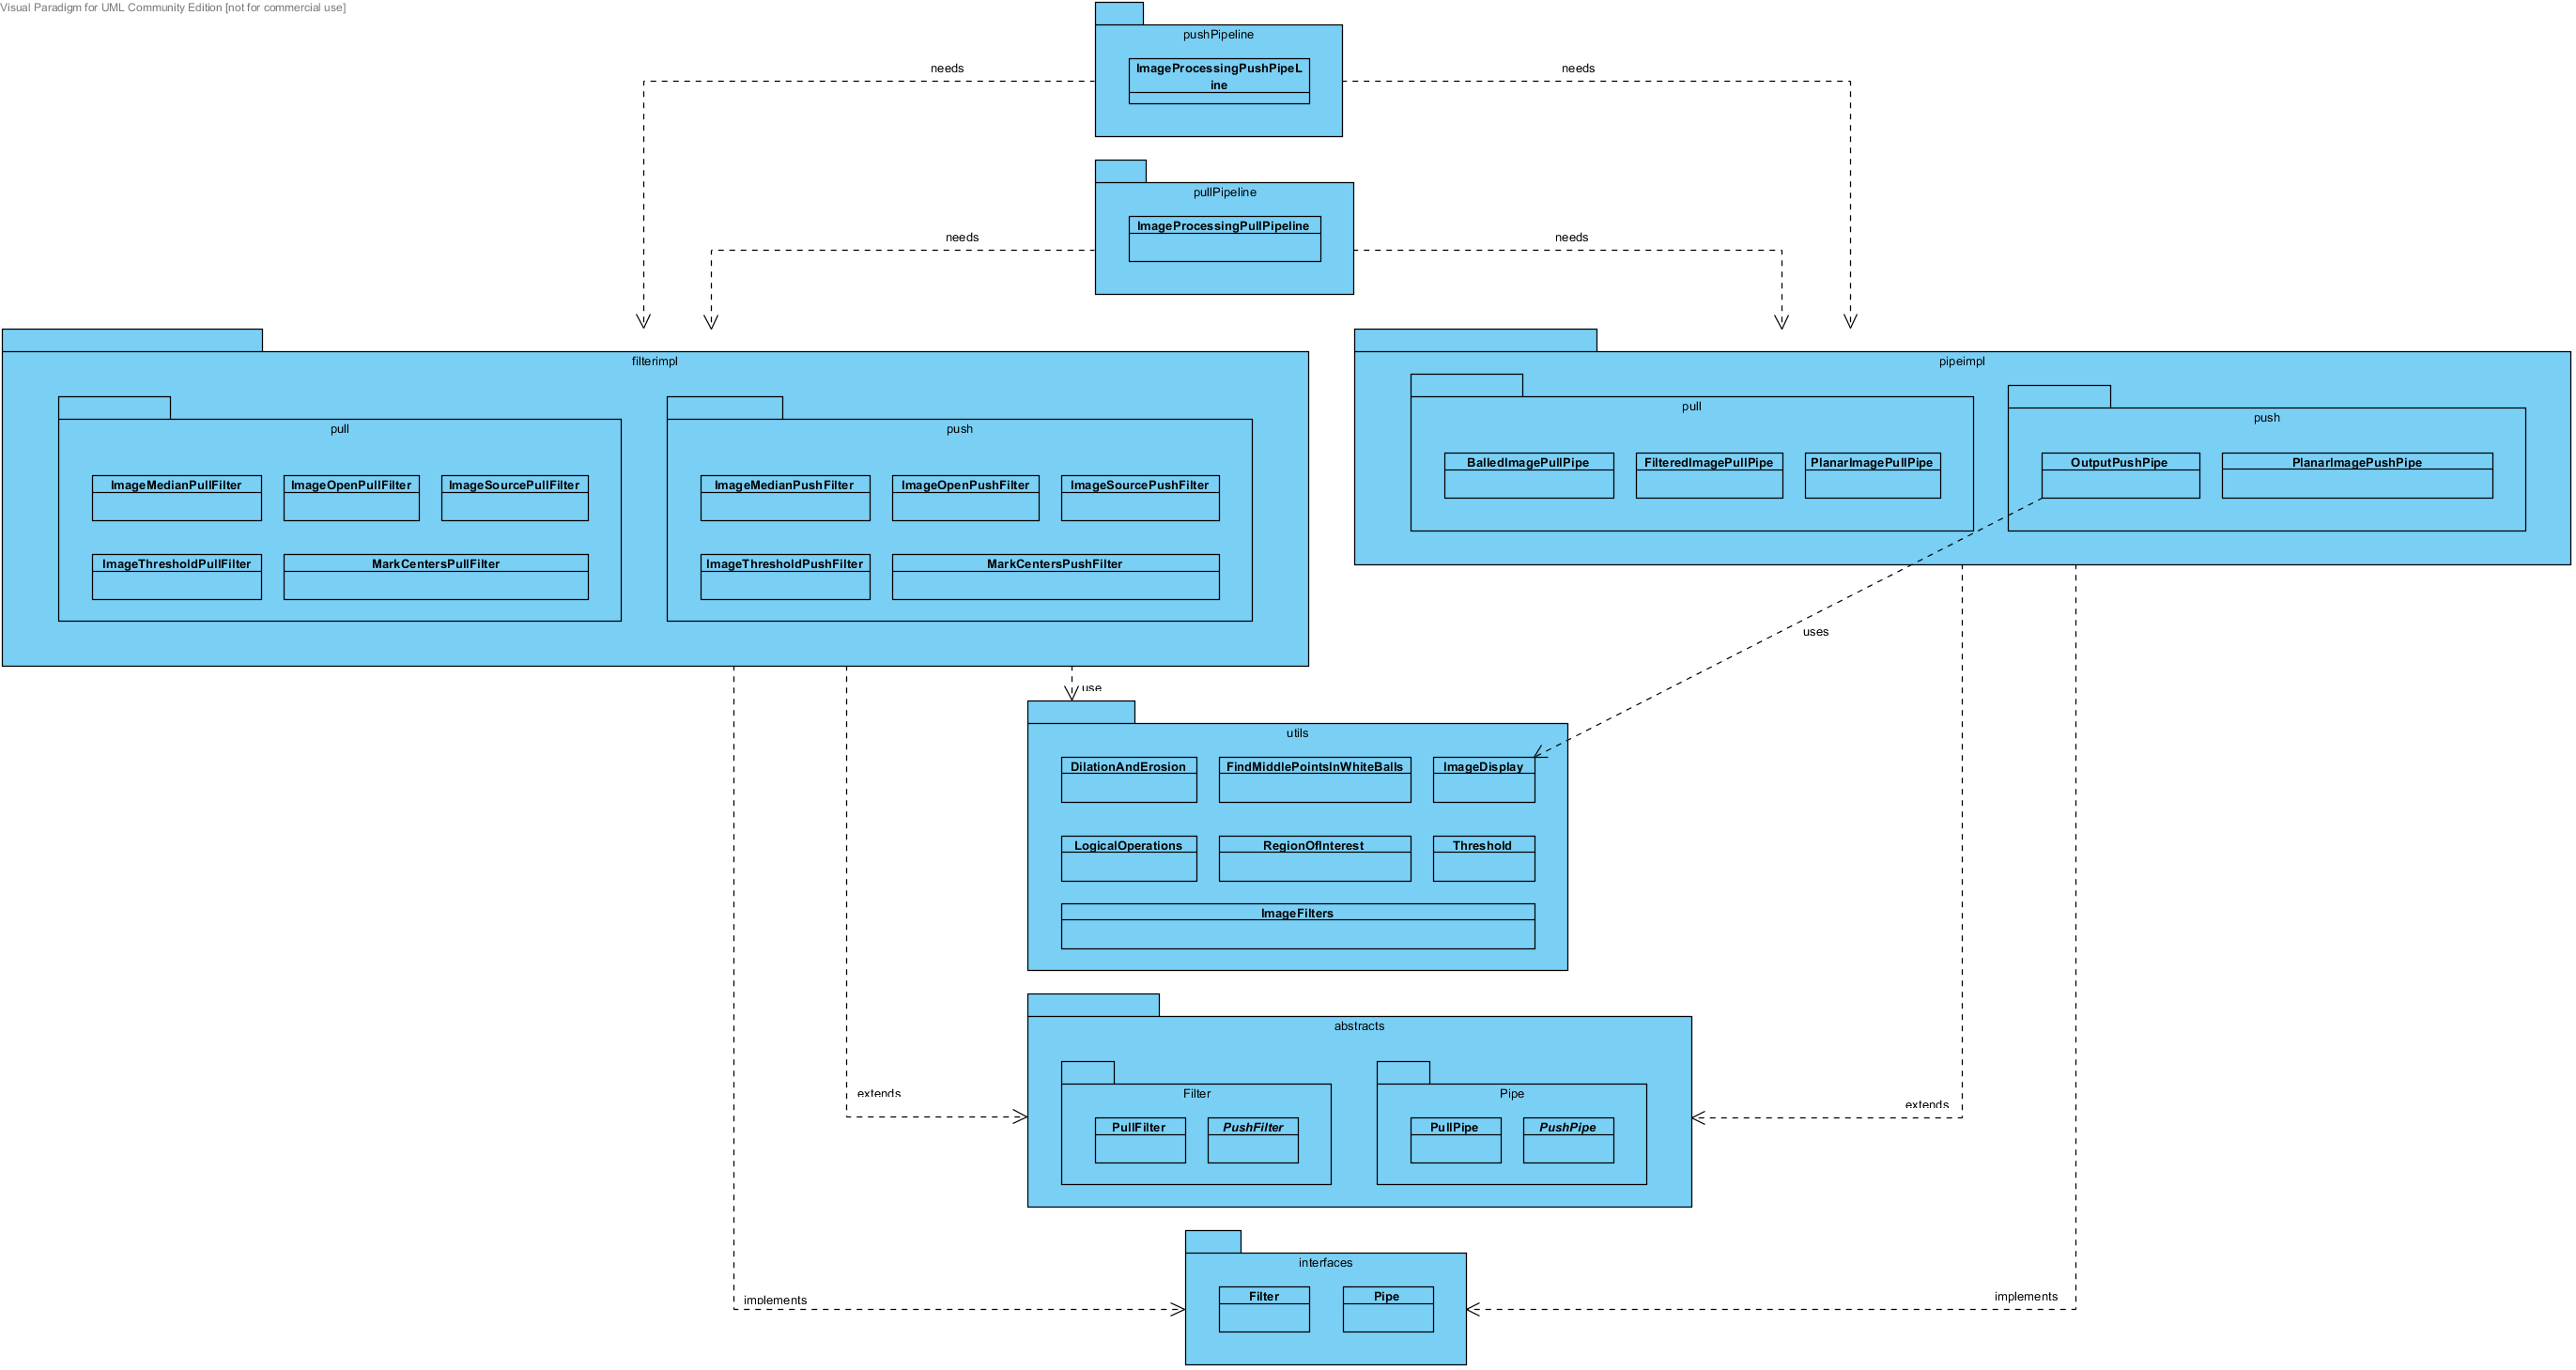 Visual Paradigm for UML Community Edition [not for commercial use]
pushPipeline
ImageProcessingPushPipeL
ine
needs
needs
pullPipeline
ImageProcessingPullPipeline
needs
needs
filterimpl
pull
ImageMedianPullFilter
ImageOpenPullFilter
ImageSourcePullFilter
ImageThresholdPullFilter
MarkCentersPullFilter
push
ImageMedianPushFilter
ImageOpenPushFilter
ImageSourcePushFilter
ImageThresholdPushFilter
MarkCentersPushFilter
pipeimpl
pull
BalledImagePullPipe
FilteredImagePullPipe
PlanarImagePullPipe
push
OutputPushPipe
PlanarImagePushPipe
uses
use
utils
DilationAndErosion
FindMiddlePointsInWhiteBalls
ImageDisplay
LogicalOperations
RegionOfInterest
Threshold
ImageFilters
abstracts
Filter
PullFilter
PushFilter
Pipe
PullPipe
PushPipe
extends
extends
interfaces
Filter
Pipe
implements
implements